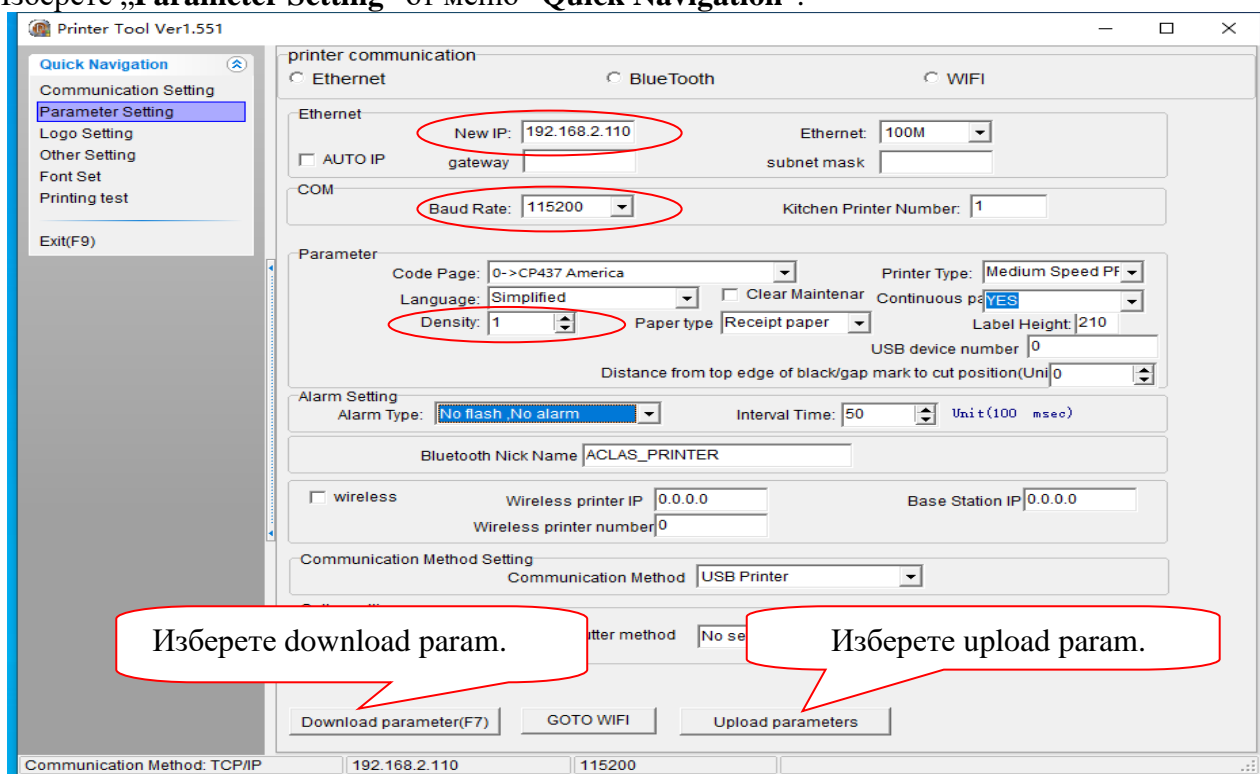 Изберете „Parameter Setting" от меню "Quick Navigation".
Printer Tool Ver1.551
Quick Navigation
Communication Setting
Parameter Setting
Logo Setting
Other Setting
Font Set
Printing test
Exit(F9)
printer communication
Ethernet BlueTooth WIFI
Ethernet
New IP: 192.168.2.110 Ethernet: 100M
AUTO IP gateway subnet mask
COM
Baud Rate: 115200 Kitchen Printer Number: 1
Parameter
Code Page: 0->CP437 America Printer Type: Medium Speed PF
Language: Simplified Clear Maintenar Continuous pa YES
Density: 1 Paper type Receipt paper Label Height: 210
USB device number 0
Distance from top edge of black/gap mark to cut position(Uni 0
Alarm Setting
Alarm Type: No flash ,No alarm Interval Time: 50 Unit(100 msec)
Bluetooth Nick Name ACLAS_PRINTER
wireless Wireless printer IP 0.0.0.0 Base Station IP 0.0.0.0
Wireless printer number 0
Communication Method Setting
Communication Method USB Printer
utter method No se
Изберете download param.
Изберете upload param.
Download parameter(F7) GOTO WIFI Upload parameters
Communication Method: TCP/IP 192.168.2.110 115200